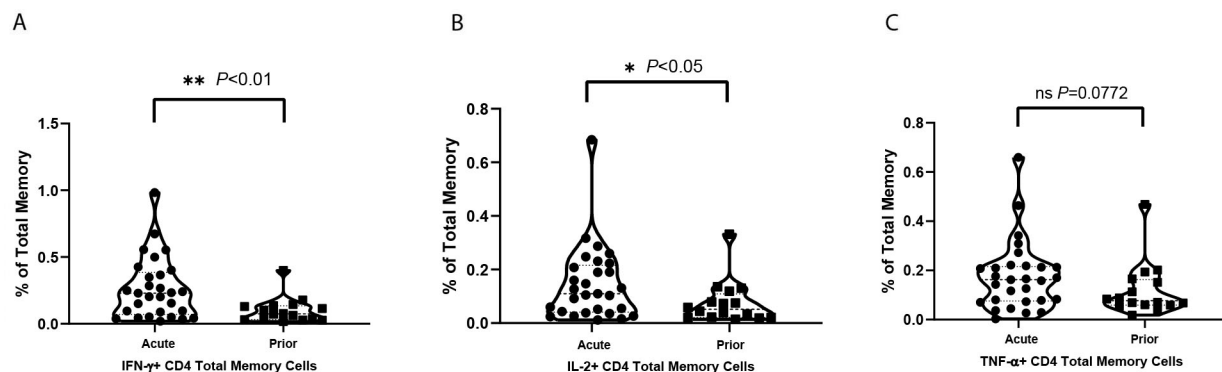 A
** P<0.01
1.5
1.0
0.5
0.0
% of Total Memory
Acute Prior
IFN-γ+ CD4 Total Memory Cells
B
* P<0.05
0.8
0.6
0.4
0.2
0.0
% of Total Memory
Acute Prior
IL-2+ CD4 Total Memory Cells
C
ns P=0.0772
0.8
0.6
0.4
0.2
0.0
% of Total Memory
Acute Prior
TNF-α+ CD4 Total Memory Cells